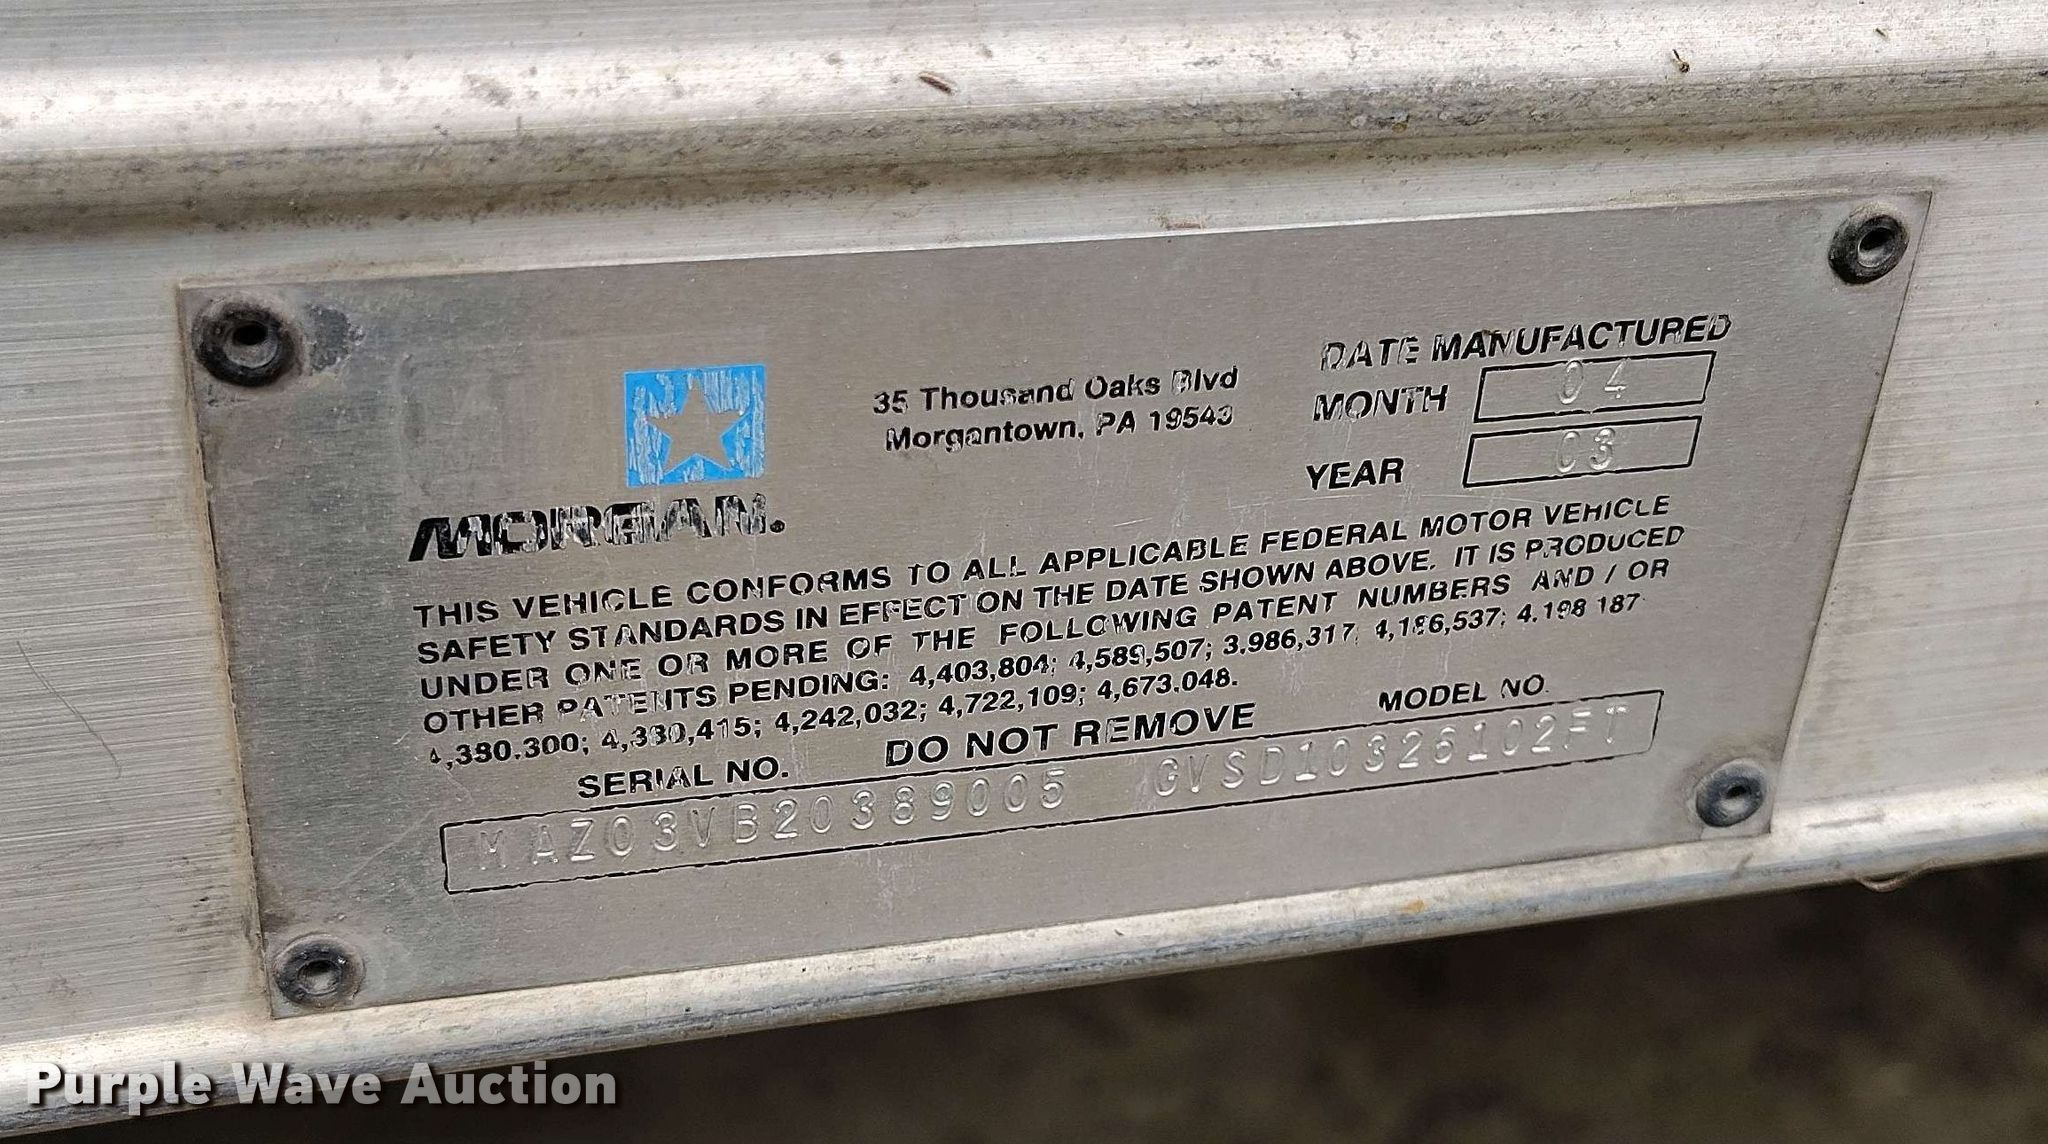 35 Thousand Oaks Blvd
Morgantown, PA 19543
DATE MANUFACTURED
MONTH 04
YEAR 03
MORGAN.
THIS VEHICLE CONFORMS TO ALL APPLICABLE FEDERAL MOTOR VEHICLE
SAFETY STANDARDS IN EFFECT ON THE DATE SHOWN ABOVE. IT IS PRODUCED
UNDER ONE OR MORE OF THE FOLLOWING PATENT NUMBERS AND / OR
OTHER PATENTS PENDING: 4,403,804; 4,589,507; 3,986,317; 4,186,537; 4,198,187;
4,380,300; 4,330,415; 4,242,032; 4,722,109; 4,673,048.
SERIAL NO. DO NOT REMOVE MODEL NO.
MAZ03VB20389005 GVSD10326102FT
Purple Wave Auction